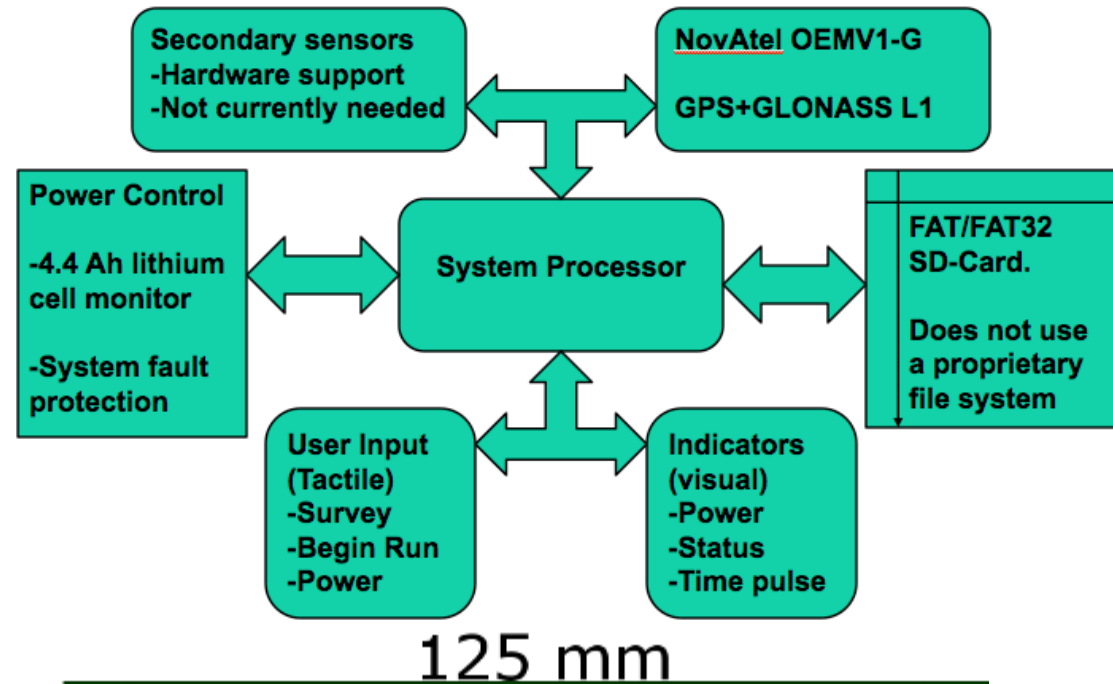 Secondary sensors
-Hardware support
-Not currently needed
NovAtel OEMV1-G
GPS+GLONASS L1
Power Control
-4.4 Ah lithium
cell monitor
-System fault
protection
System Processor
FAT/FAT32
SD-Card.
Does not use
a proprietary
file system
User Input
(Tactile)
-Survey
-Begin Run
-Power
Indicators
(visual)
-Power
-Status
-Time pulse
125 mm